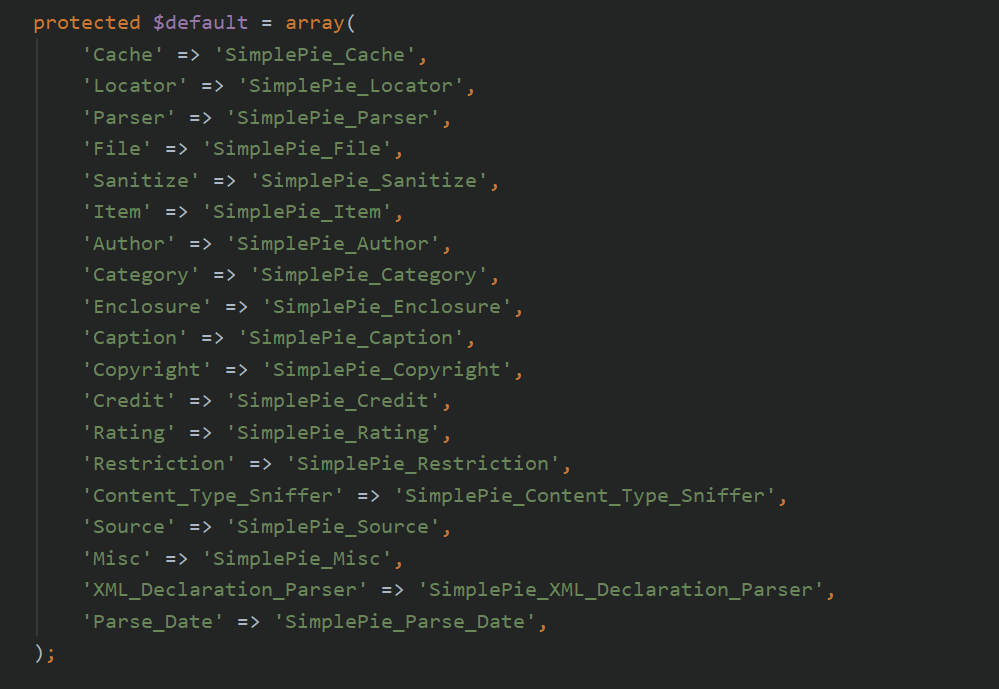 protected $default = array(
'Cache' => 'SimplePie_Cache',
'Locator' => 'SimplePie_Locator',
'Parser' => 'SimplePie_Parser',
'File' => 'SimplePie_File',
'Sanitize' => 'SimplePie_Sanitize',
'Item' => 'SimplePie_Item',
'Author' => 'SimplePie_Author',
'Category' => 'SimplePie_Category',
'Enclosure' => 'SimplePie_Enclosure',
'Caption' => 'SimplePie_Caption',
'Copyright' => 'SimplePie_Copyright',
'Credit' => 'SimplePie_Credit',
'Rating' => 'SimplePie_Rating',
'Restriction' => 'SimplePie_Restriction',
'Content_Type_Sniffer' => 'SimplePie_Content_Type_Sniffer',
'Source' => 'SimplePie_Source',
'Misc' => 'SimplePie_Misc',
'XML_Declaration_Parser' => 'SimplePie_XML_Declaration_Parser',
'Parse_Date' => 'SimplePie_Parse_Date',
);